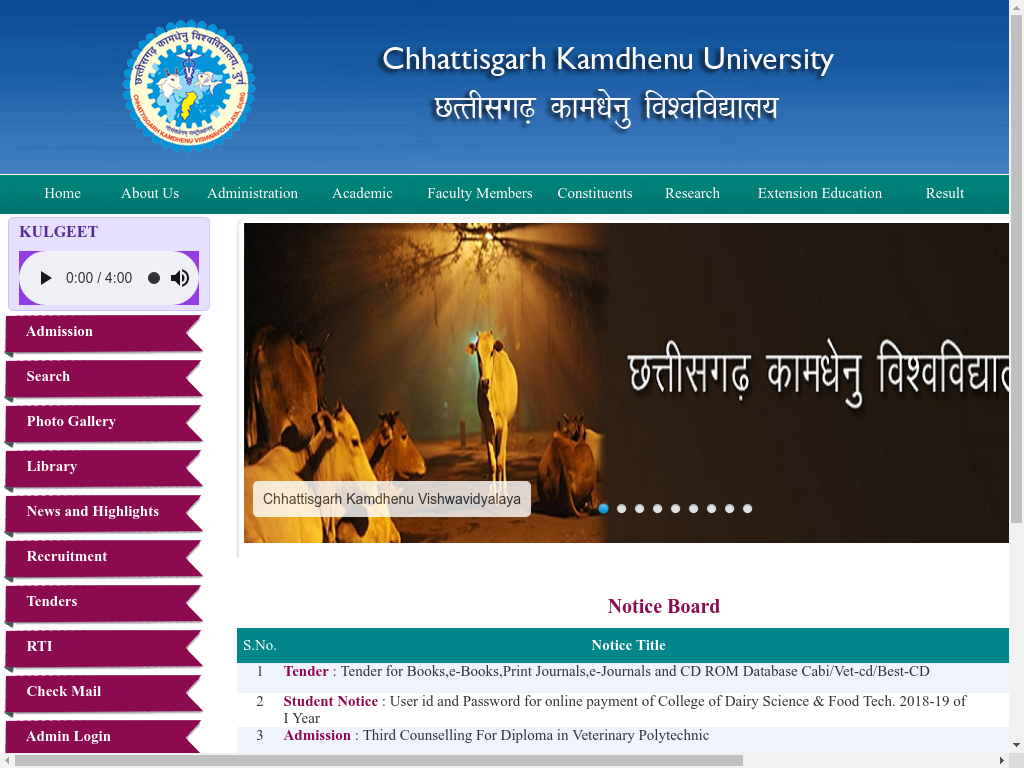 छत्तीसगढ़ कामधेनु विश्वविद्यालय, दुर्ग
CHHATTISGARH KAMDHENU VISHWAVIDYALAYA DURG
Chhattisgarh Kamdhenu University
छत्तीसगढ़ कामधेनु विश्वविद्यालय
Home About Us Administration Academic Faculty Members Constituents Research Extension Education Result
KULGEET
0:00 / 4:00
Admission
Search
Photo Gallery
Library
News and Highlights
Recruitment
Tenders
RTI
Check Mail
Admin Login
छत्तीसगढ़ कामधेनु विश्वविद्याल
Chhattisgarh Kamdhenu Vishwavidyalaya
Notice Board
S.No. Notice Title
1 Tender : Tender for Books,e-Books,Print Journals,e-Journals and CD ROM Database Cabi/Vet-cd/Best-CD
2 Student Notice : User id and Password for online payment of College of Dairy Science & Food Tech. 2018-19 of
I Year
3 Admission : Third Counselling For Diploma in Veterinary Polytechnic